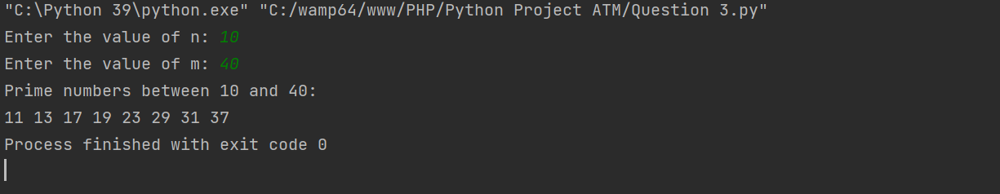 "C:\Python 39\python.exe" "C:/wamp64/www/PHP/Python Project ATM/Question 3.py"
Enter the value of n: 10
Enter the value of m: 40
Prime numbers between 10 and 40:
11 13 17 19 23 29 31 37
Process finished with exit code 0